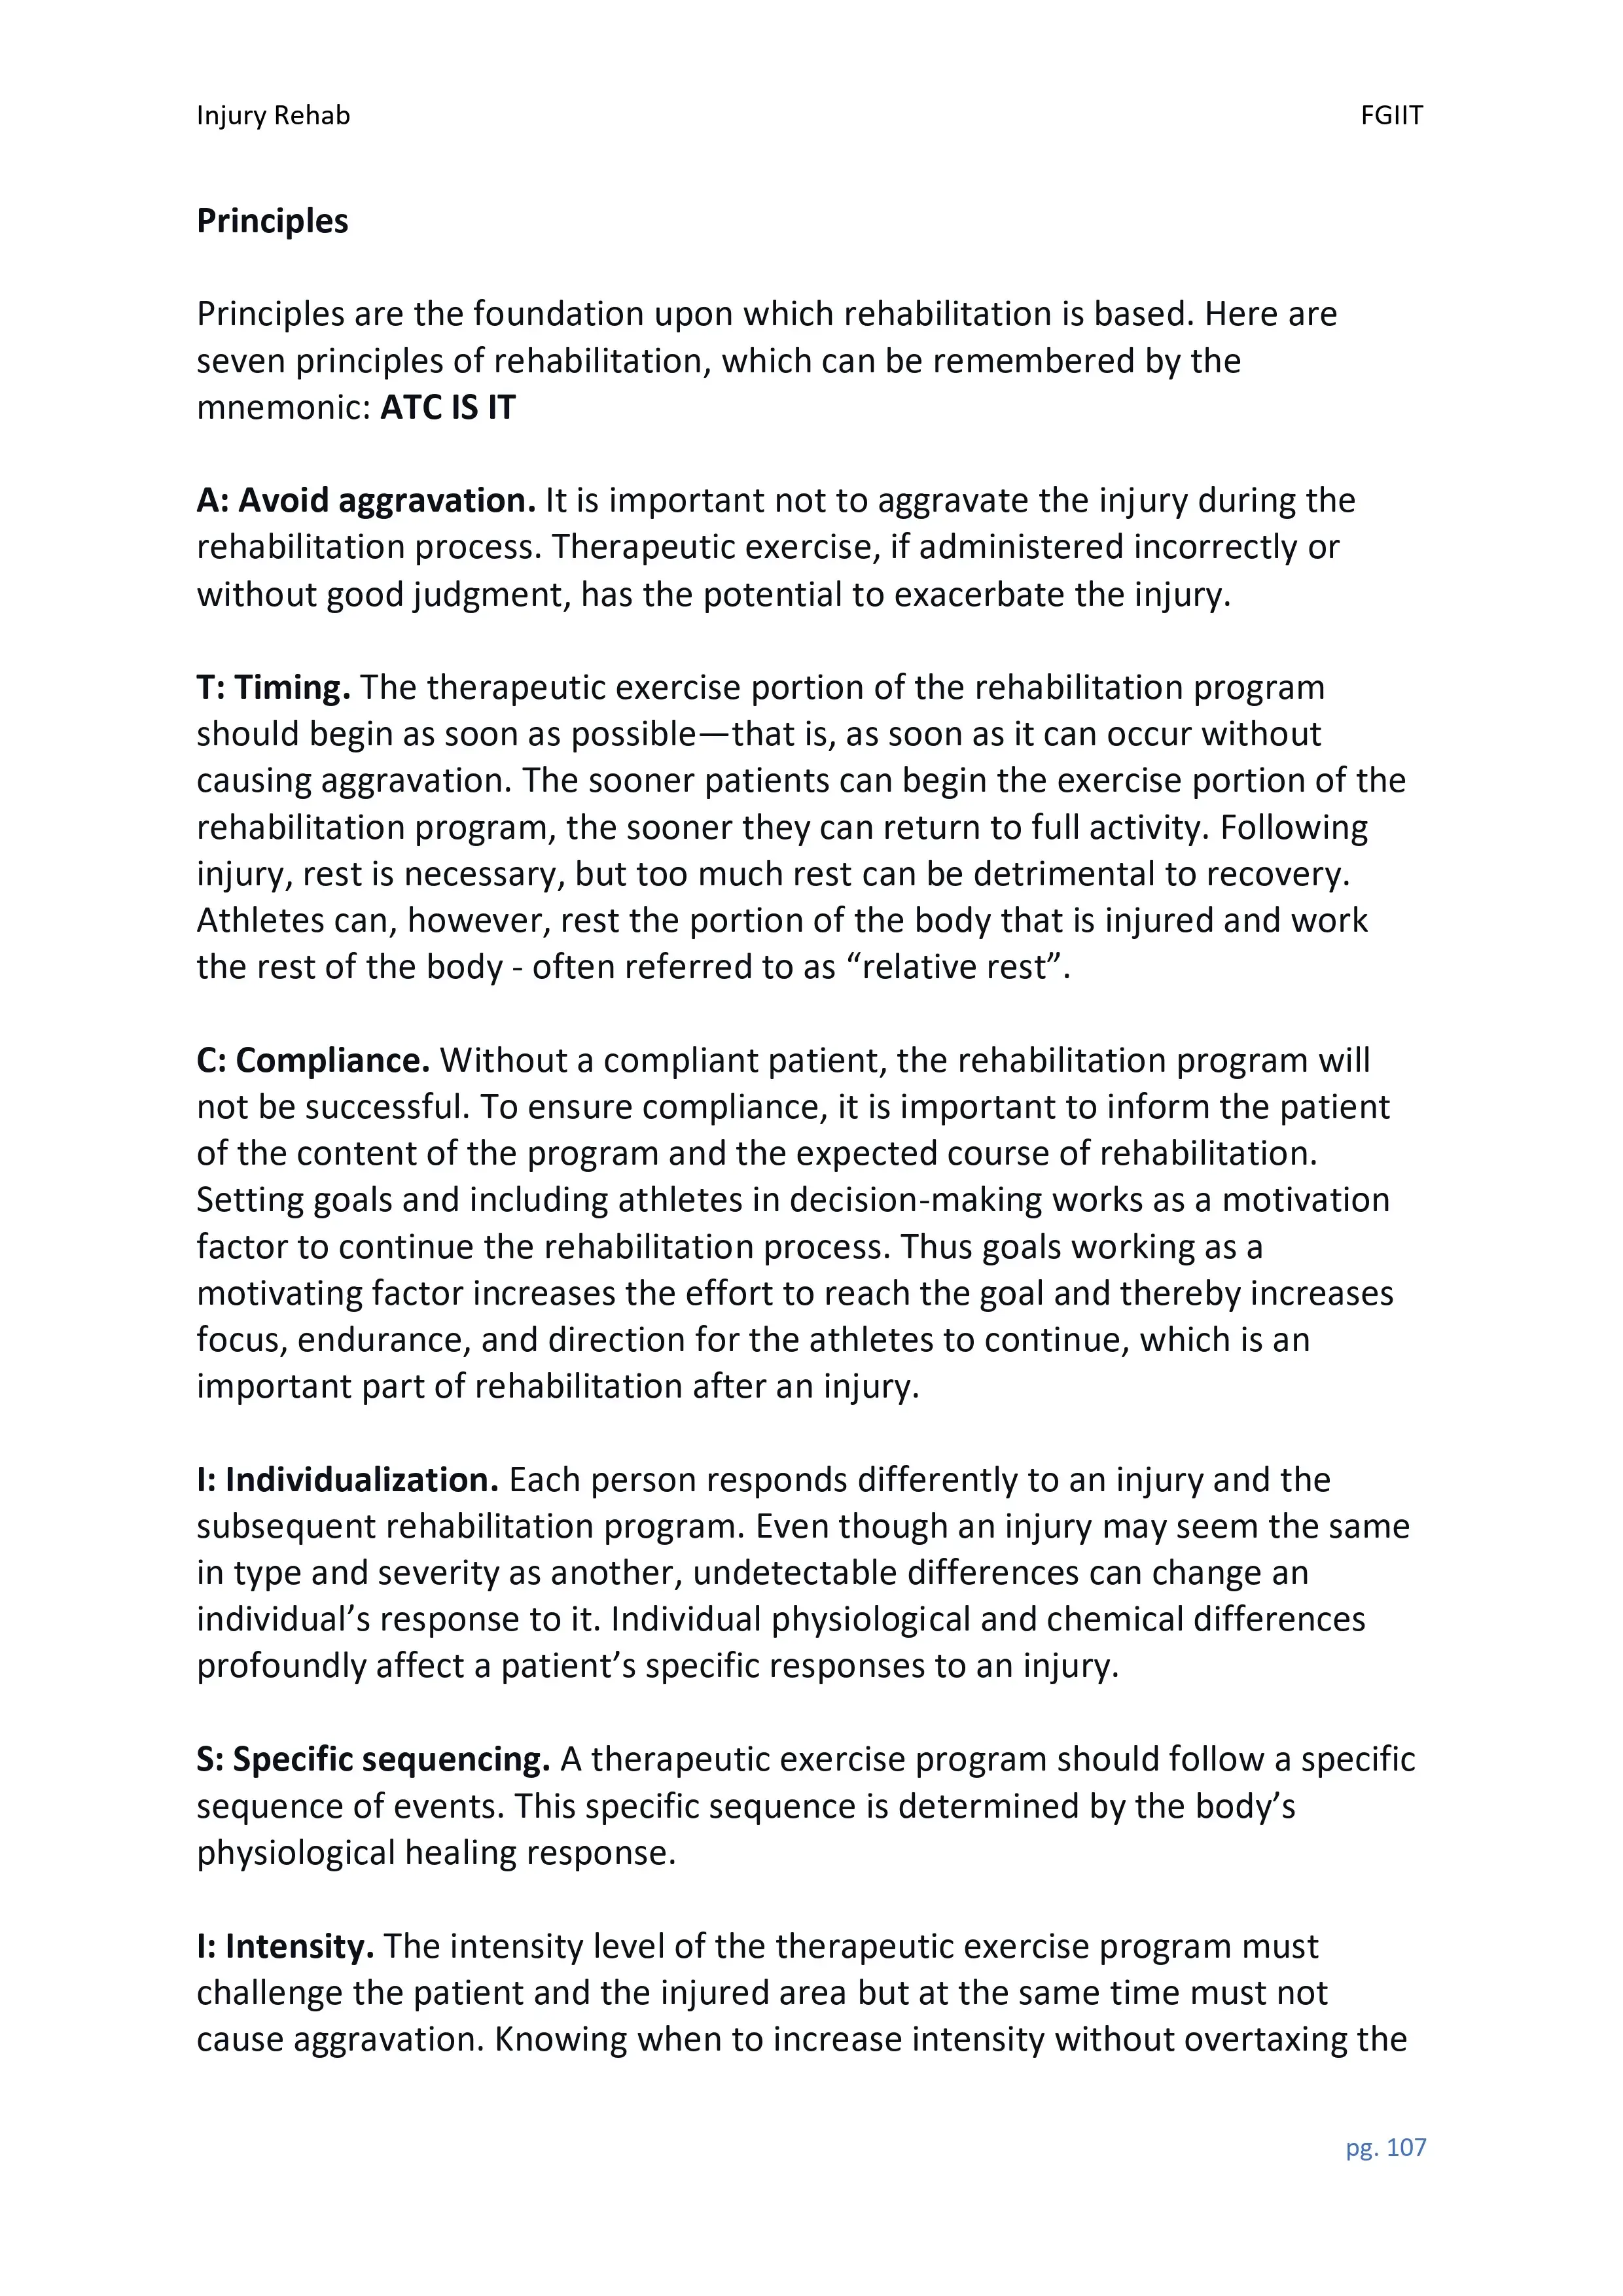 Injury Rehab FGIIT
Principles
Principles are the foundation upon which rehabilitation is based. Here are
seven principles of rehabilitation, which can be remembered by the
mnemonic: ATC IS IT
A: Avoid aggravation. It is important not to aggravate the injury during the
rehabilitation process. Therapeutic exercise, if administered incorrectly or
without good judgment, has the potential to exacerbate the injury.
T: Timing. The therapeutic exercise portion of the rehabilitation program
should begin as soon as possible—that is, as soon as it can occur without
causing aggravation. The sooner patients can begin the exercise portion of the
rehabilitation program, the sooner they can return to full activity. Following
injury, rest is necessary, but too much rest can be detrimental to recovery.
Athletes can, however, rest the portion of the body that is injured and work
the rest of the body - often referred to as “relative rest”.
C: Compliance. Without a compliant patient, the rehabilitation program will
not be successful. To ensure compliance, it is important to inform the patient
of the content of the program and the expected course of rehabilitation.
Setting goals and including athletes in decision-making works as a motivation
factor to continue the rehabilitation process. Thus goals working as a
motivating factor increases the effort to reach the goal and thereby increases
focus, endurance, and direction for the athletes to continue, which is an
important part of rehabilitation after an injury.
I: Individualization. Each person responds differently to an injury and the
subsequent rehabilitation program. Even though an injury may seem the same
in type and severity as another, undetectable differences can change an
individual’s response to it. Individual physiological and chemical differences
profoundly affect a patient’s specific responses to an injury.
S: Specific sequencing. A therapeutic exercise program should follow a specific
sequence of events. This specific sequence is determined by the body’s
physiological healing response.
I: Intensity. The intensity level of the therapeutic exercise program must
challenge the patient and the injured area but at the same time must not
cause aggravation. Knowing when to increase intensity without overtaxing the
pg. 107